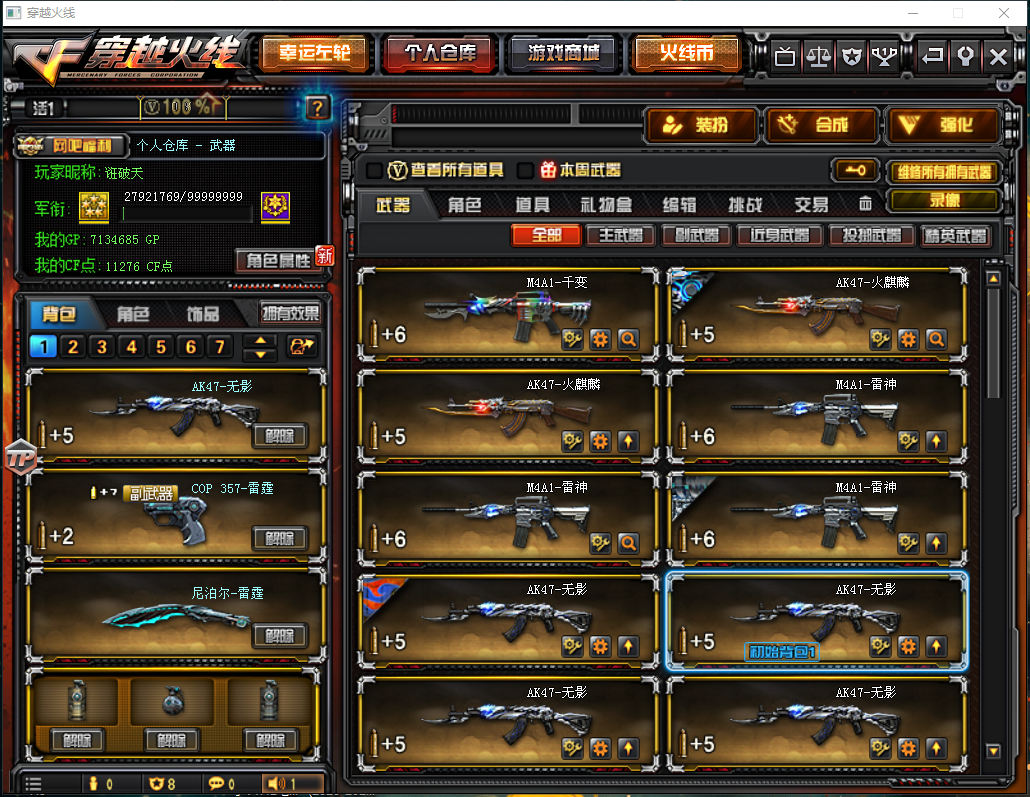 穿越火线
CF穿越火线
MERCENARY FORCES CORPORATION
幸运左轮
个人仓库
游戏商城
火线币
活1
V100%↑
?
网吧福利
个人仓库 - 武器
玩家昵称:诳破天
军衔:
27921769/99999999
我的GP:7134685 GP
我的CF点:11276 CF点
角色属性
新
装扮
合成
强化
V查看所有道具
本周武器
维修所有拥有武器
录像
武器
角色
道具
礼物盒
编辑
挑战
交易
全部
主武器
副武器
近身武器
投掷武器
精英武器
背包
角色
饰品
拥有效果
1 2 3 4 5 6 7
AK47-无影
+5
解除
+7
副武器
COP 357-雷霆
+2
解除
尼泊尔-雷霆
解除
解除
解除
解除
M4A1-千变
+6
AK47-火麒麟
+5
AK47-火麒麟
+5
M4A1-雷神
+6
M4A1-雷神
+6
M4A1-雷神
+6
AK47-无影
+5
AK47-无影
+5
初始背包1
AK47-无影
+5
AK47-无影
+5
TP
0
8
0
1